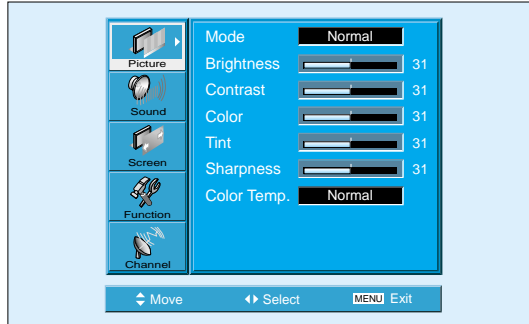 Picture
Sound
Screen
Function
Channel
Mode Normal
Brightness 31
Contrast 31
Color 31
Tint 31
Sharpness 31
Color Temp. Normal
Move Select MENU Exit